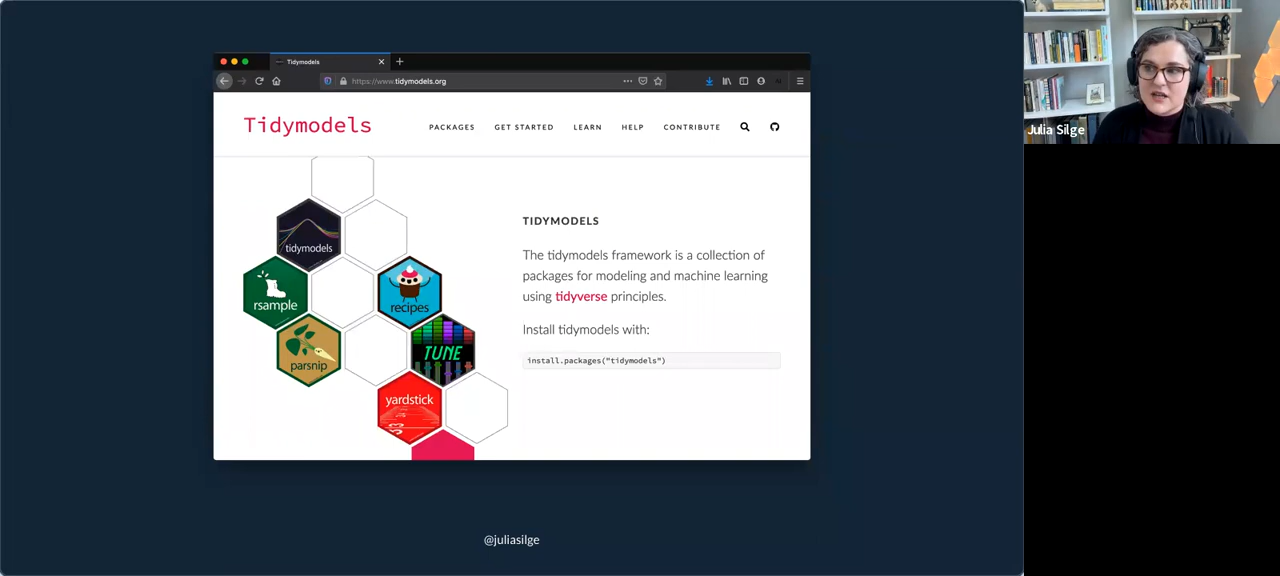 Tidymodels
https://www.tidymodels.org
Tidymodels
PACKAGES
GET STARTED
LEARN
HELP
CONTRIBUTE
tidymodels
rsample
recipes
parsnip
TUNE
yardstick
TIDYMODELS
The tidymodels framework is a collection of
packages for modeling and machine learning
using tidyverse principles.
Install tidymodels with:
install.packages("tidymodels")
@juliasilge
Julia Silge